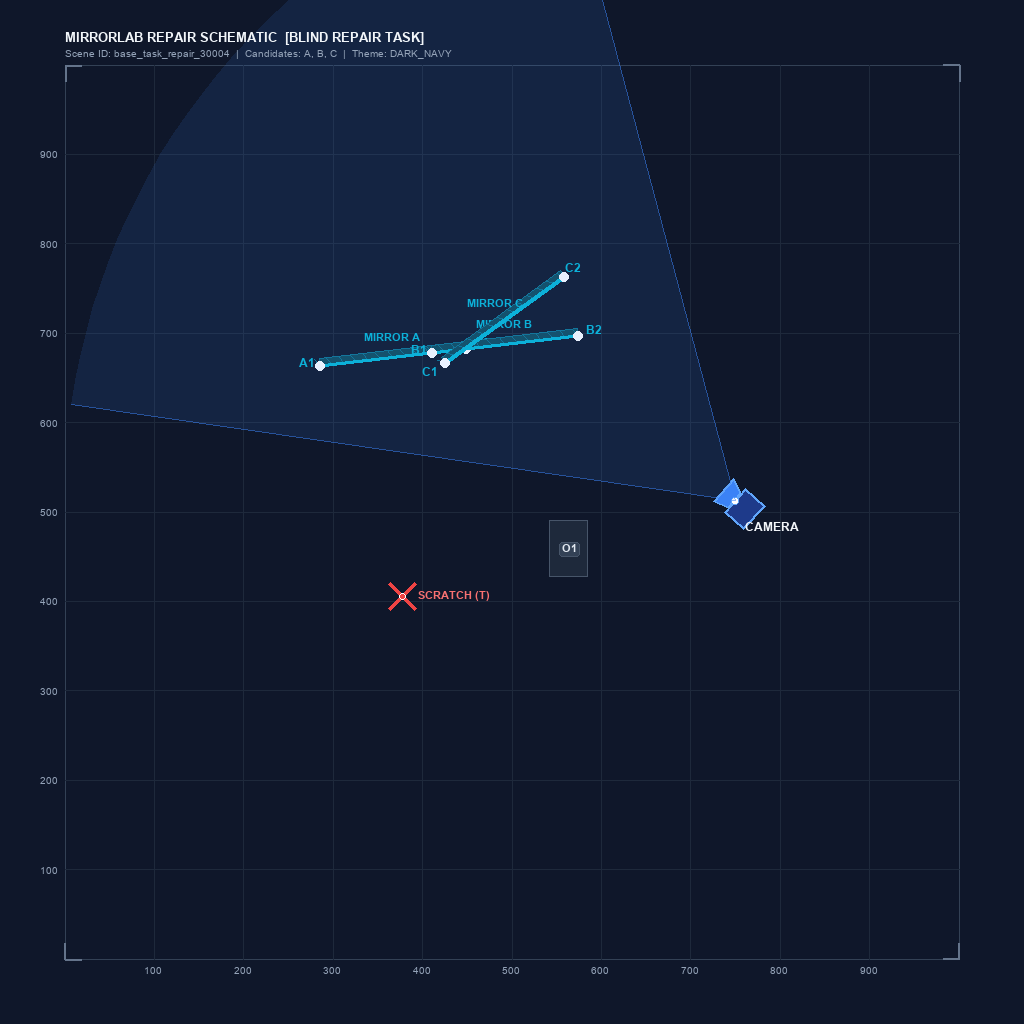 MIRRORLAB REPAIR SCHEMATIC [BLIND REPAIR TASK]
Scene ID: base_task_repair_30004 | Candidates: A, B, C | Theme: DARK_NAVY
900
800
C2
MIRROR C
700
MIRROR B
B2
MIRROR A
B1
A1
C1
600
500
CAMERA
O1
400
SCRATCH (T)
300
200
100
100 200 300 400 500 600 700 800 900